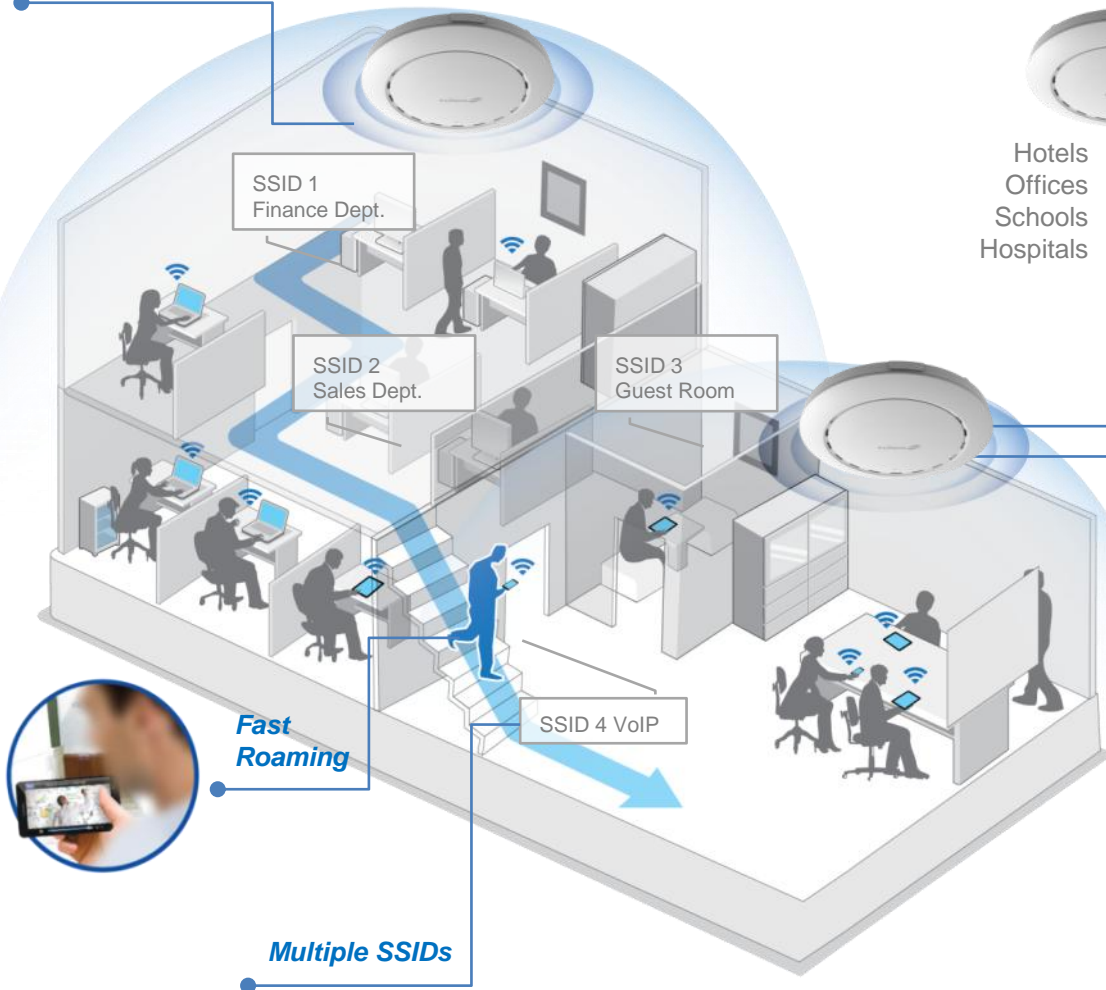 SSID 1
Finance Dept.
Hotels
Offices
Schools
Hospitals
SSID 2
Sales Dept.
SSID 3
Guest Room
SSID 4 VoIP
Fast
Roaming
Multiple SSIDs